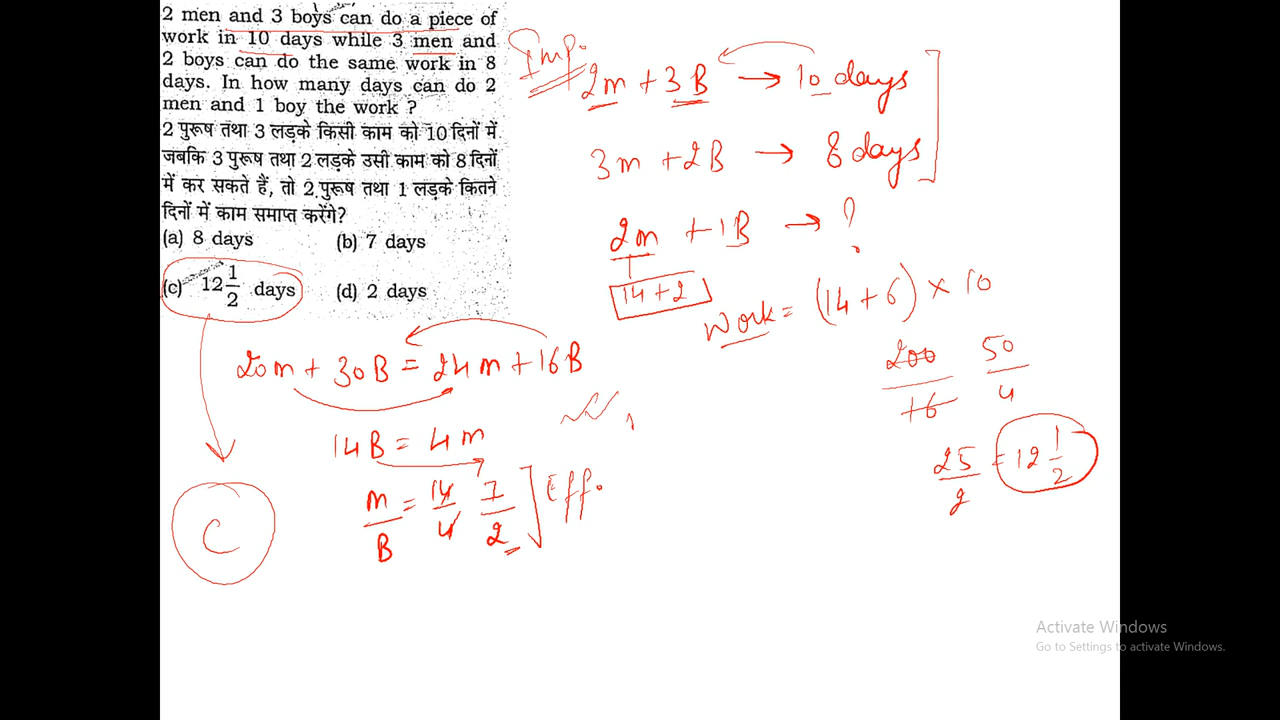 2 men and 3 boys can do a piece of
work in 10 days while 3 men and
2 boys can do the same work in 8
days. In how many days can do 2
men and 1 boy the work ?
2 पुरूष तथा 3 लड़के किसी काम को 10 दिनों में
जबकि 3 पुरूष तथा 2 लड़के उसी काम को 8 दिनों
में कर सकते हैं, तो 2 पुरूष तथा 1 लड़के कितने
दिनों में काम समाप्त करेंगे?
(a) 8 days (b) 7 days
(c) 12 1/2 days (d) 2 days
Imp.
2m + 3B → 10 days
3m + 2B → 8 days
2m + 1B → ?
14 + 2
Work = (14 + 6) × 10
200/16 50/4
25/2 = 12 1/2
20m + 30B = 24m + 16B
14B = 4m
m/B = 14/4 7/2 ] Eff.
C
Activate Windows
Go to Settings to activate Windows.